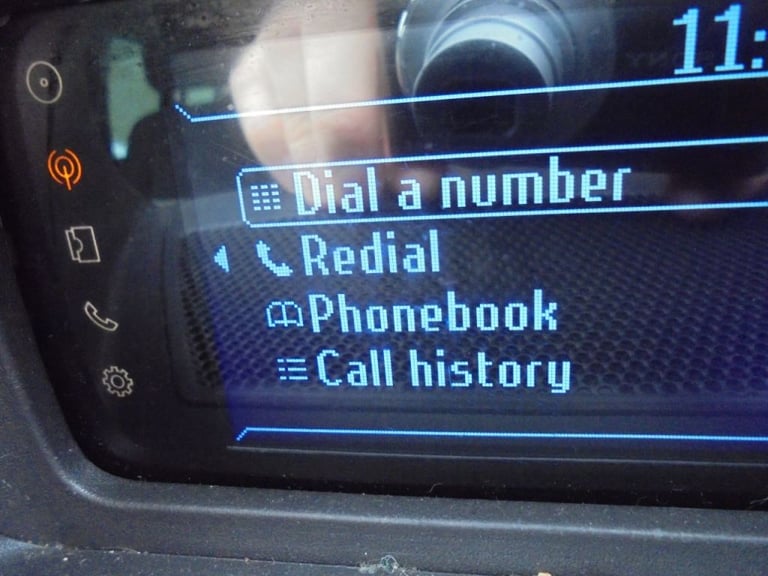 11:
Dial a number
Redial
Phonebook
Call history